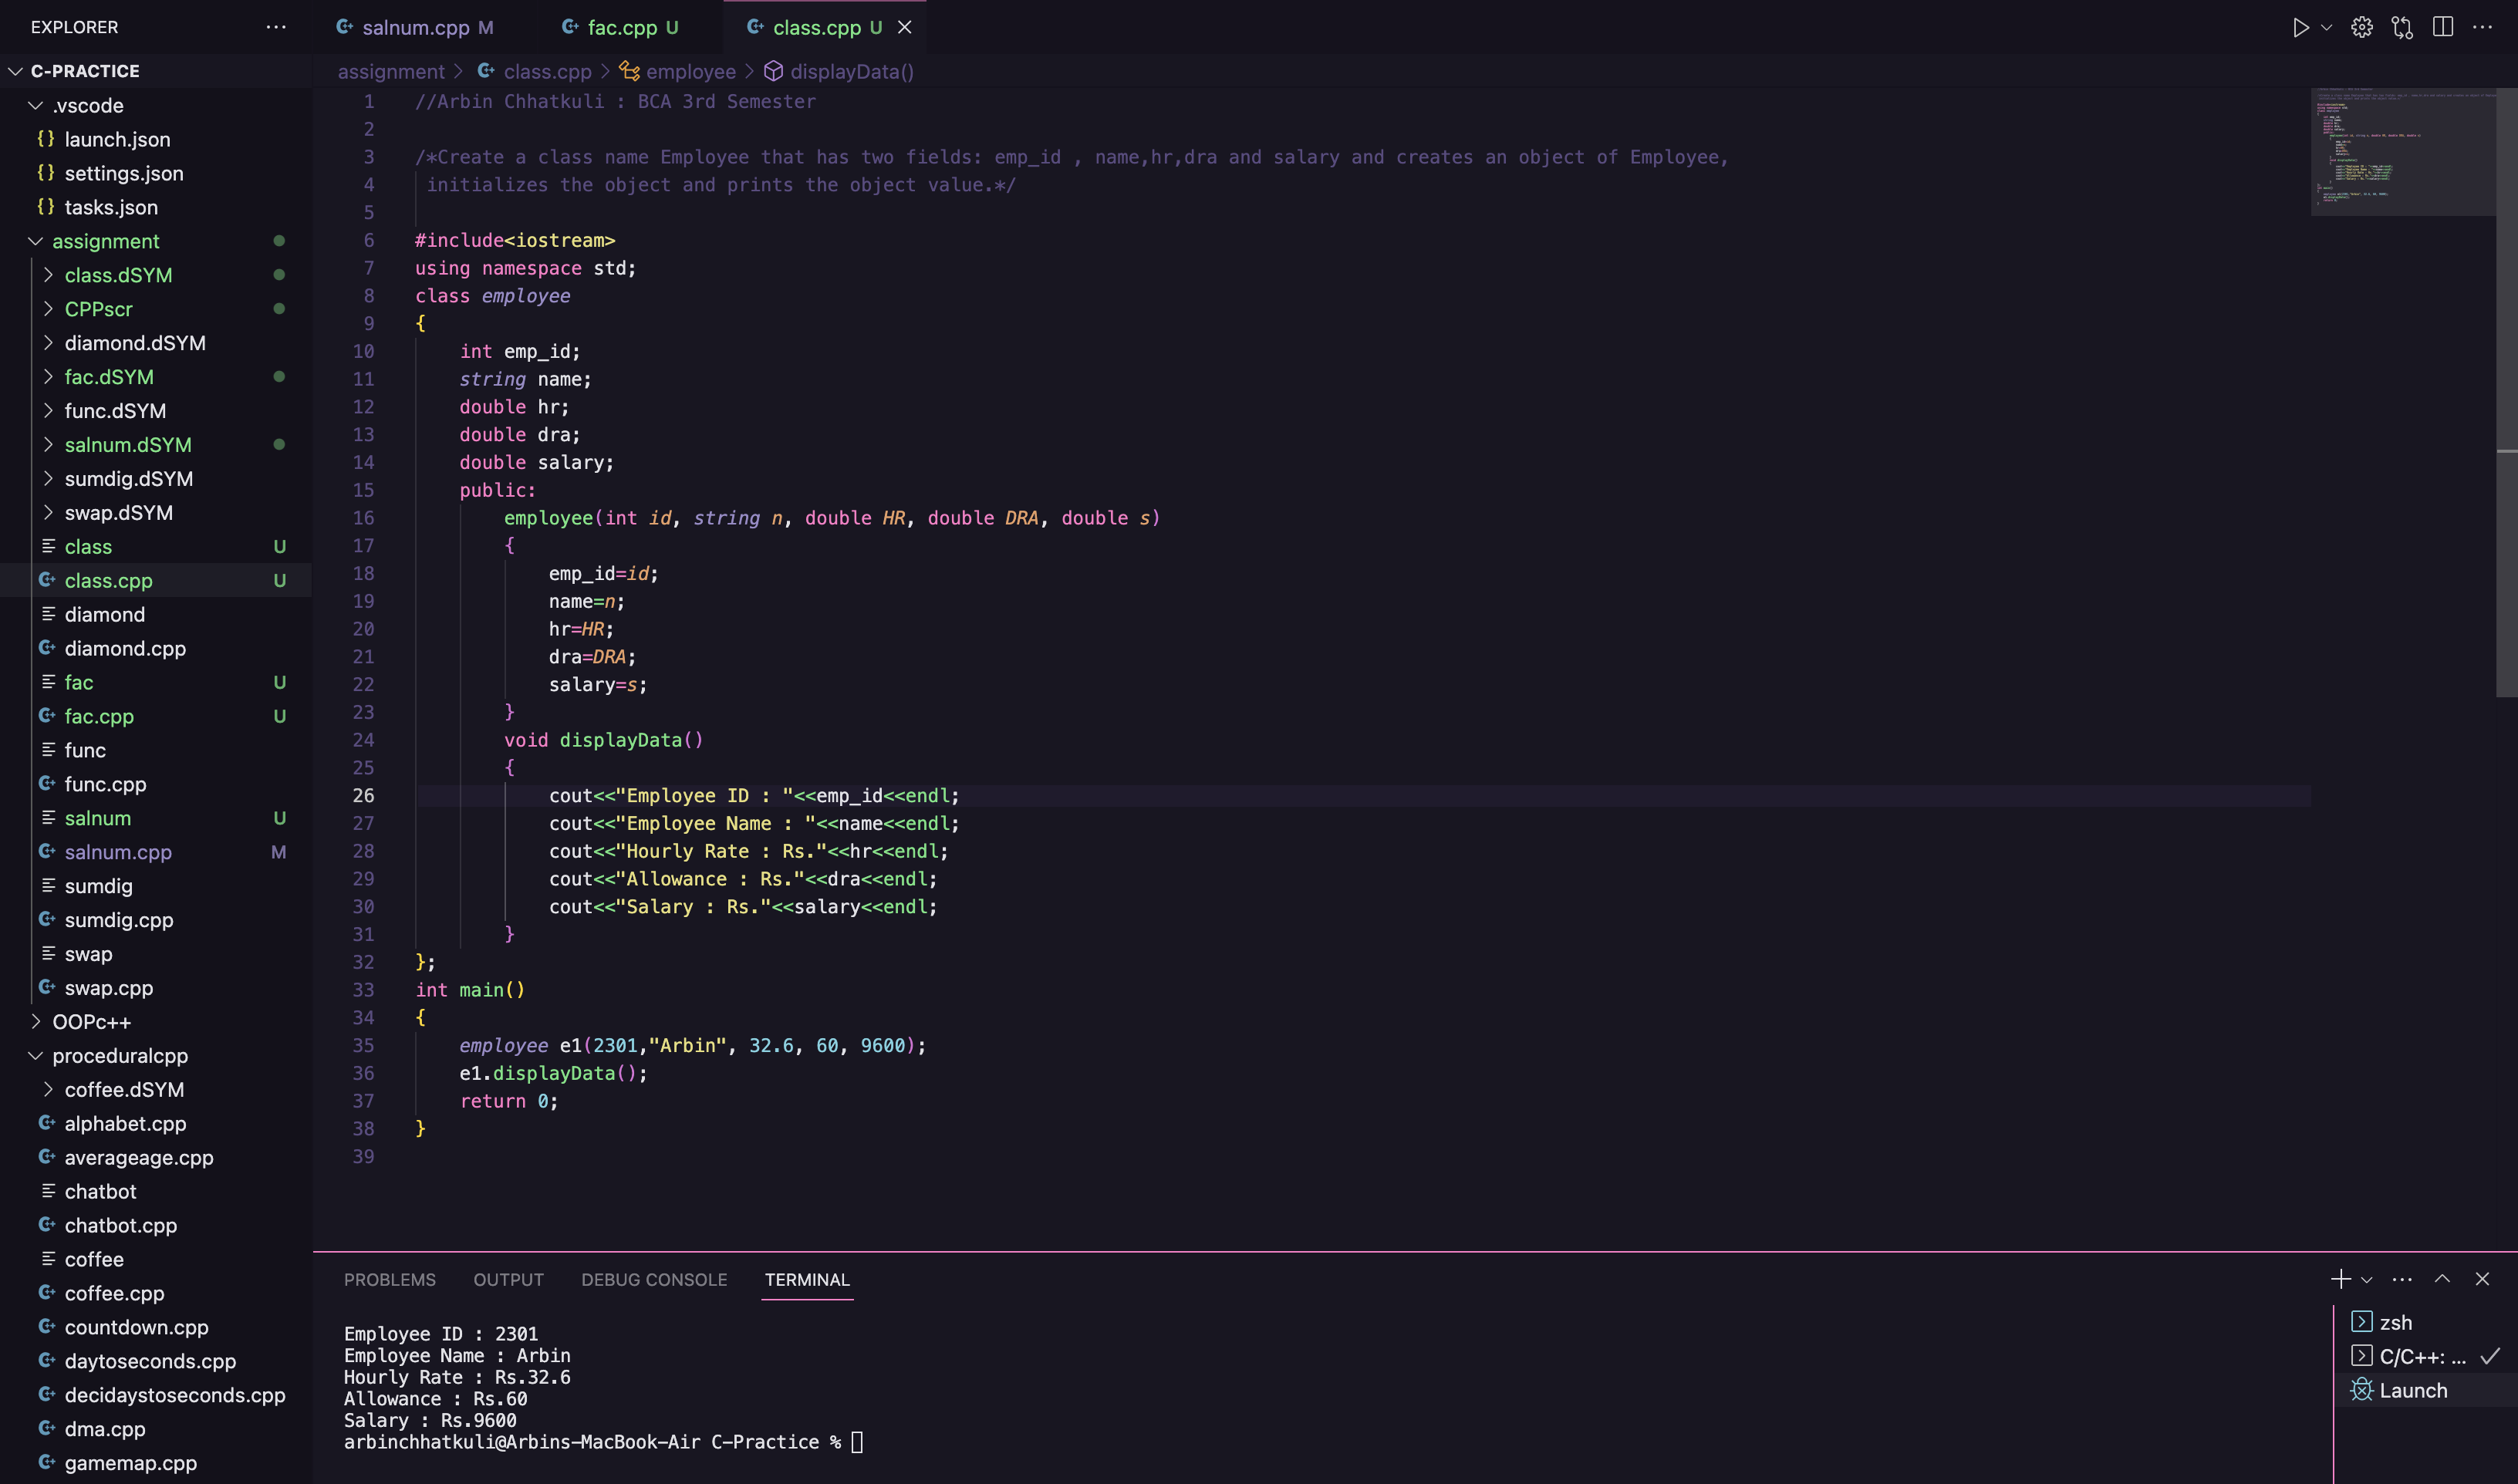 EXPLORER
C-PRACTICE
.vscode
{} launch.json
{} settings.json
{} tasks.json
assignment
class.dSYM
CPPscr
diamond.dSYM
fac.dSYM
func.dSYM
salnum.dSYM
sumdig.dSYM
swap.dSYM
class U
class.cpp U
diamond
diamond.cpp
fac U
fac.cpp U
func
func.cpp
salnum U
salnum.cpp M
sumdig
sumdig.cpp
swap
swap.cpp
OOPc++
proceduralcpp
coffee.dSYM
alphabet.cpp
averageage.cpp
chatbot
chatbot.cpp
coffee
coffee.cpp
countdown.cpp
daytoseconds.cpp
decidaystoseconds.cpp
dma.cpp
gamemap.cpp
salnum.cpp M fac.cpp U class.cpp U
assignment > class.cpp > employee > displayData()
1 //Arbin Chhatkuli : BCA 3rd Semester
2
3 /*Create a class name Employee that has two fields: emp_id , name,hr,dra and salary and creates an object of Employee,
4 initializes the object and prints the object value.*/
5
6 #include<iostream>
7 using namespace std;
8 class employee
9 {
10 int emp_id;
11 string name;
12 double hr;
13 double dra;
14 double salary;
15 public:
16 employee(int id, string n, double HR, double DRA, double s)
17 {
18 emp_id=id;
19 name=n;
20 hr=HR;
21 dra=DRA;
22 salary=s;
23 }
24 void displayData()
25 {
26 cout<<"Employee ID : "<<emp_id<<endl;
27 cout<<"Employee Name : "<<name<<endl;
28 cout<<"Hourly Rate : Rs."<<hr<<endl;
29 cout<<"Allowance : Rs."<<dra<<endl;
30 cout<<"Salary : Rs."<<salary<<endl;
31 }
32 };
33 int main()
34 {
35 employee e1(2301,"Arbin", 32.6, 60, 9600);
36 e1.displayData();
37 return 0;
38 }
39
PROBLEMS OUTPUT DEBUG CONSOLE TERMINAL
Employee ID : 2301
Employee Name : Arbin
Hourly Rate : Rs.32.6
Allowance : Rs.60
Salary : Rs.9600
arbinchhatkuli@Arbins-MacBook-Air C-Practice %
zsh
C/C++: ...
Launch